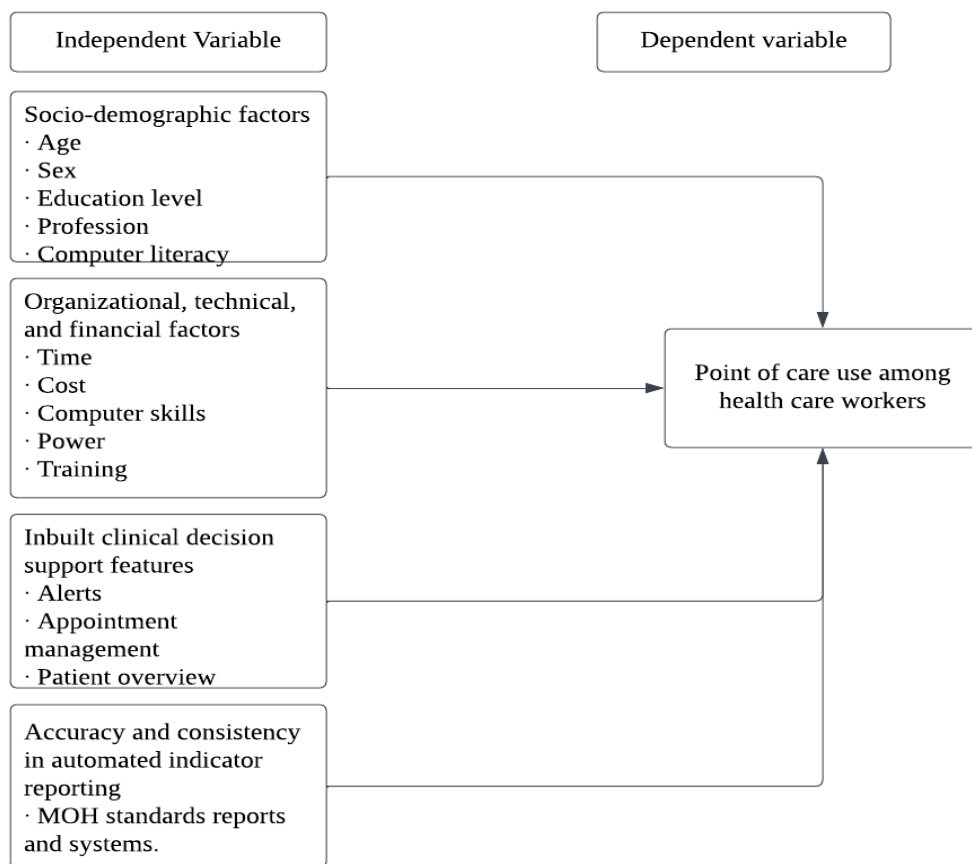 Independent Variable
Dependent variable
Socio-demographic factors
· Age
· Sex
· Education level
· Profession
· Computer literacy
Organizational, technical,
and financial factors
· Time
· Cost
· Computer skills
· Power
· Training
Point of care use among
health care workers
Inbuilt clinical decision
support features
· Alerts
· Appointment
management
· Patient overview
Accuracy and consistency
in automated indicator
reporting
· MOH standards reports
and systems.